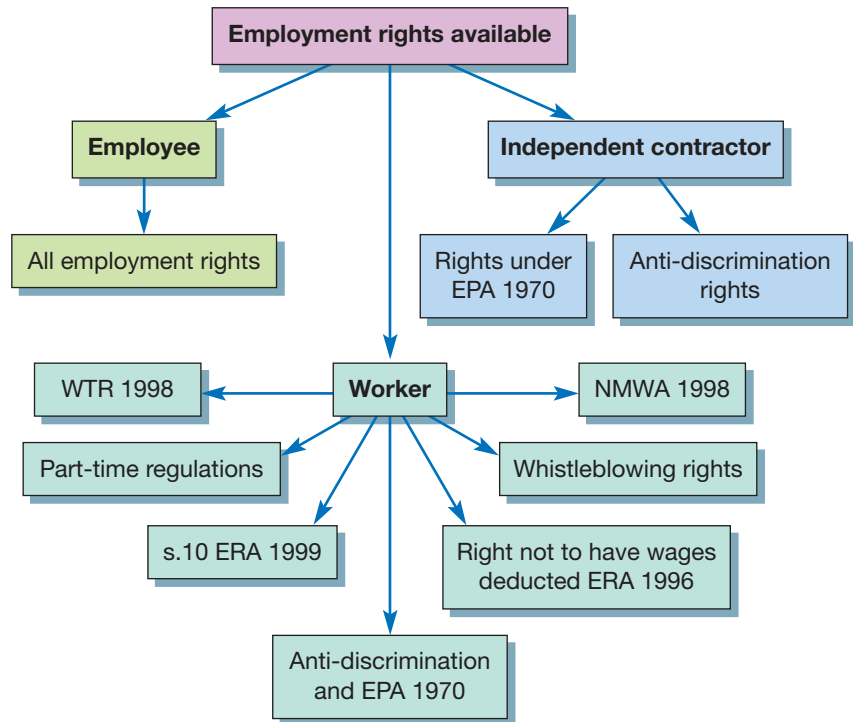 Employment rights available
Employee
Independent contractor
All employment rights
Rights under
EPA 1970
Anti-discrimination
rights
WTR 1998
Worker
NMWA 1998
Part-time regulations
Whistleblowing rights
s.10 ERA 1999
Right not to have wages
deducted ERA 1996
Anti-discrimination
and EPA 1970